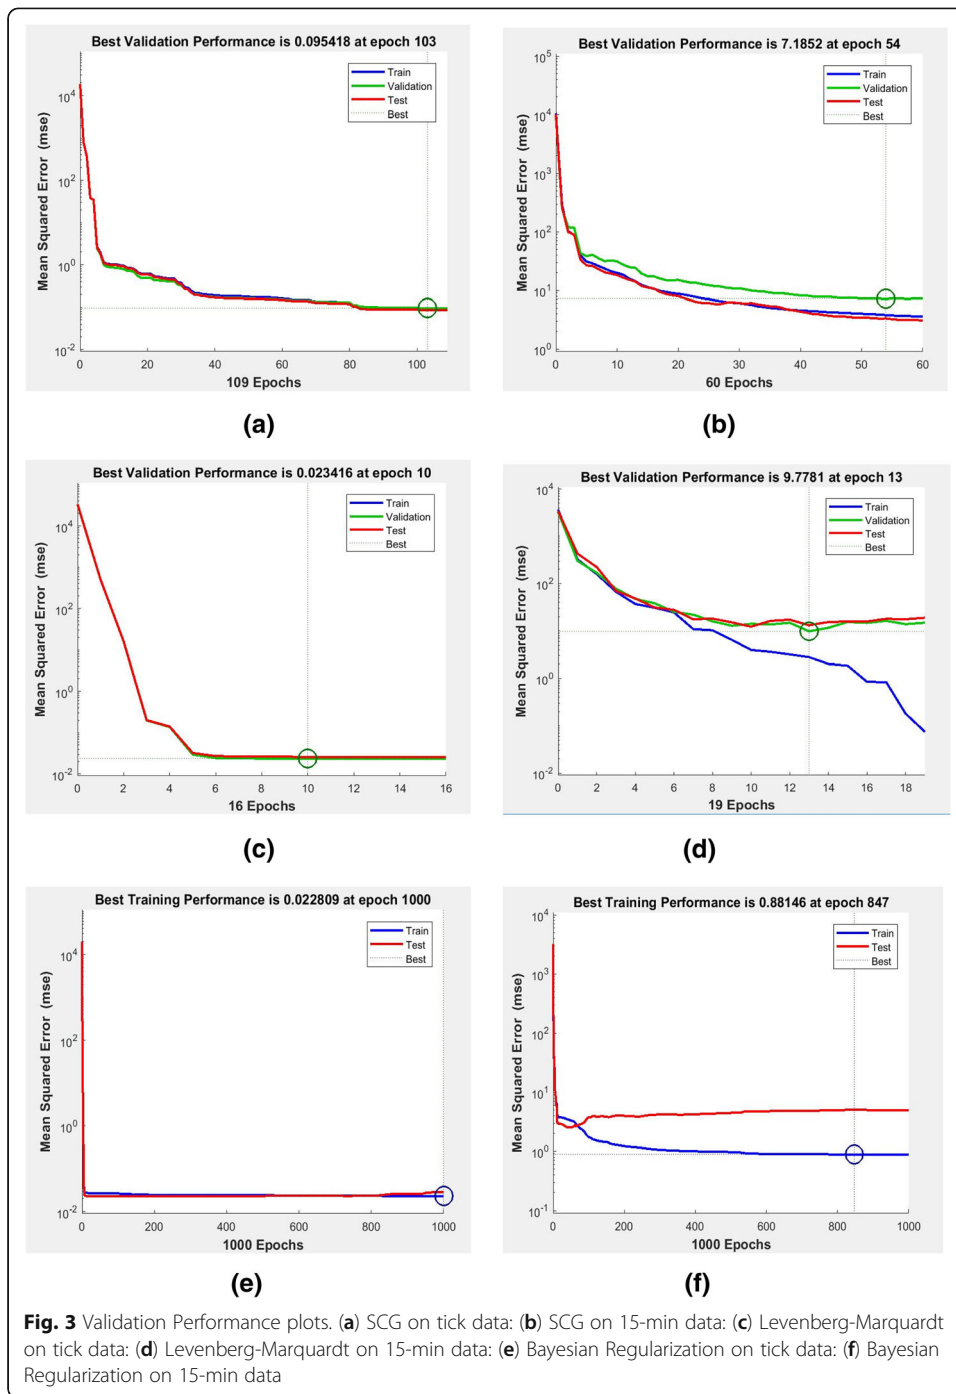 Best Validation Performance is 0.095418 at epoch 103
Mean Squared Error (mse)
10^4
10^2
10^0
10^-2
Train
Validation
Test
Best
0 20 40 60 80 100
109 Epochs
(a)
Best Validation Performance is 7.1852 at epoch 54
Mean Squared Error (mse)
10^5
10^4
10^3
10^2
10^1
10^0
Train
Validation
Test
Best
0 10 20 30 40 50 60
60 Epochs
(b)
Best Validation Performance is 0.023416 at epoch 10
Mean Squared Error (mse)
10^4
10^2
10^0
10^-2
Train
Validation
Test
Best
0 2 4 6 8 10 12 14 16
16 Epochs
(c)
Best Validation Performance is 9.7781 at epoch 13
Mean Squared Error (mse)
10^4
10^2
10^0
10^-2
Train
Validation
Test
Best
0 2 4 6 8 10 12 14 16 18
19 Epochs
(d)
Best Training Performance is 0.022809 at epoch 1000
Mean Squared Error (mse)
10^4
10^2
10^0
10^-2
Train
Test
Best
0 200 400 600 800 1000
1000 Epochs
(e)
Best Training Performance is 0.88146 at epoch 847
Mean Squared Error (mse)
10^4
10^3
10^2
10^1
10^0
10^-1
Train
Test
Best
0 200 400 600 800 1000
1000 Epochs
(f)
Fig. 3 Validation Performance plots. (a) SCG on tick data: (b) SCG on 15-min data: (c) Levenberg-Marquardt
on tick data: (d) Levenberg-Marquardt on 15-min data: (e) Bayesian Regularization on tick data: (f) Bayesian
Regularization on 15-min data